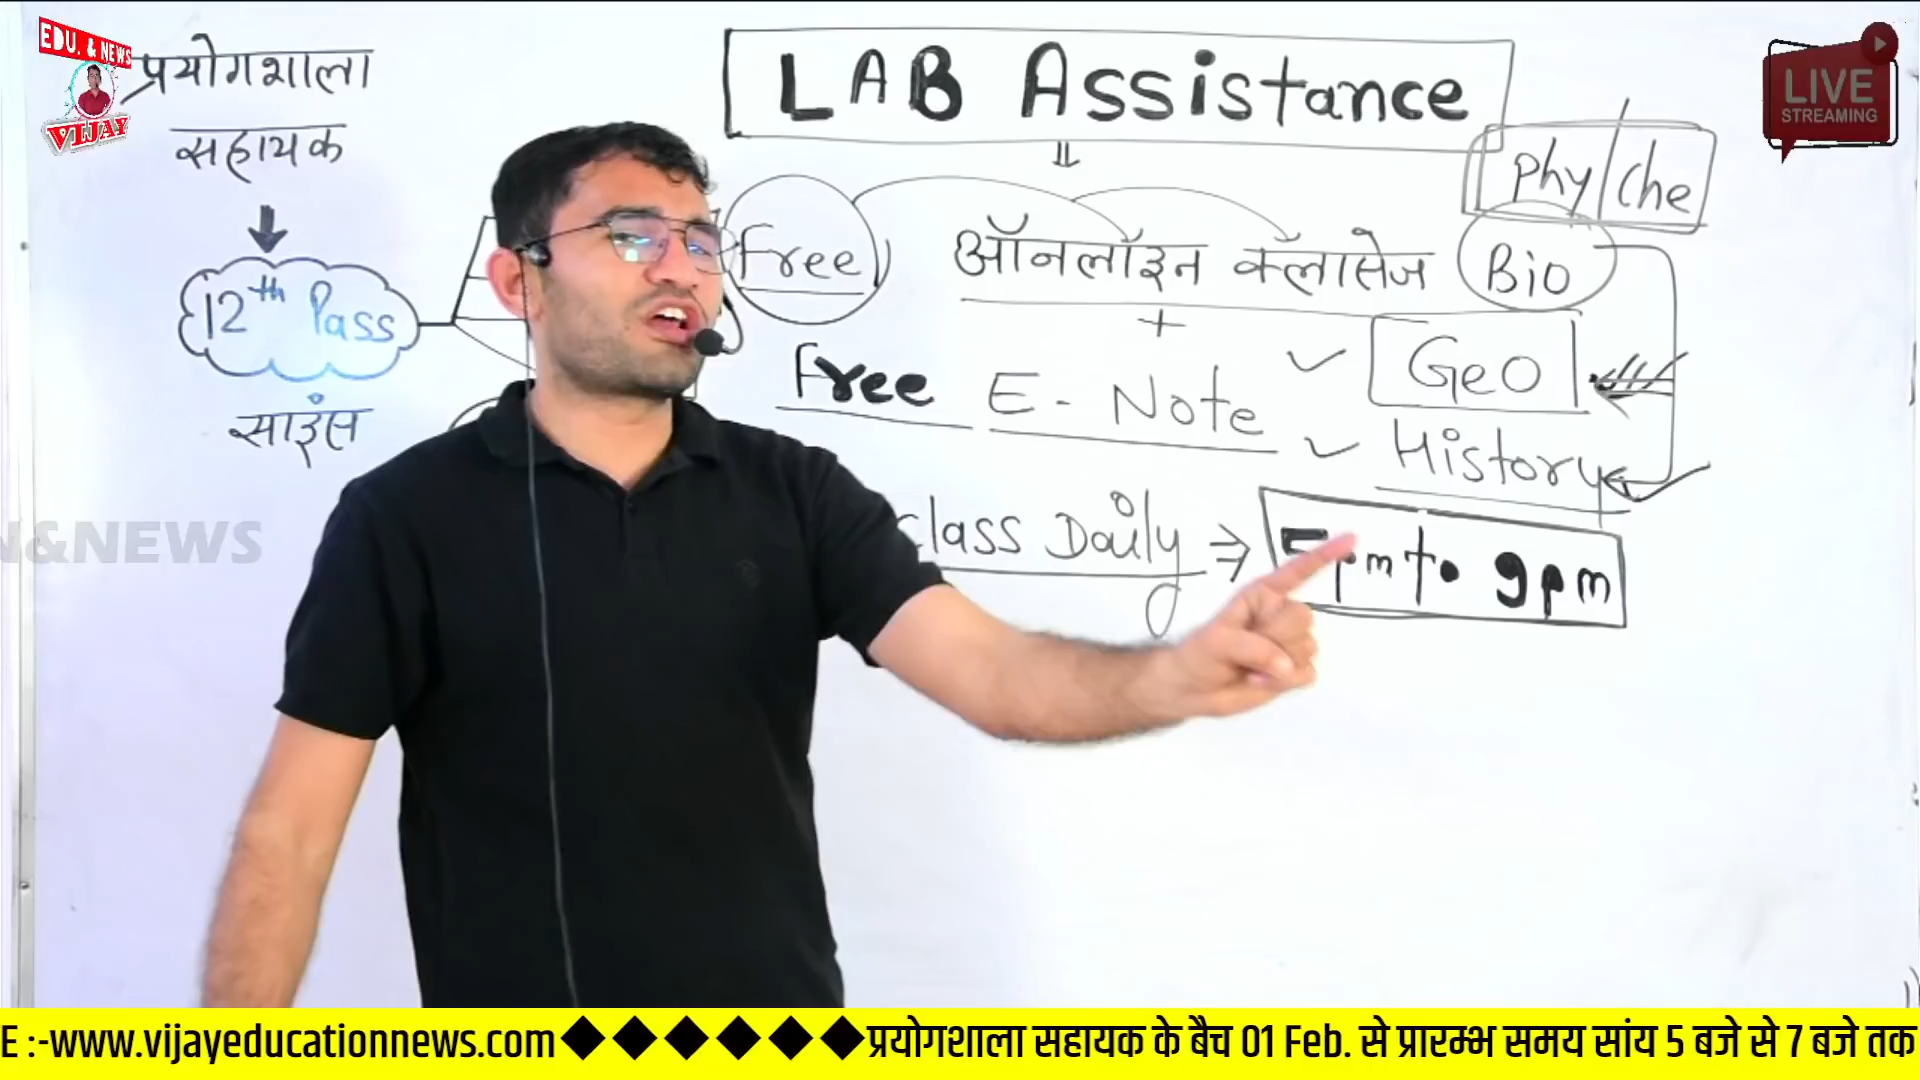 EDU. & NEWS
VIJAY
प्रयोगशाला
सहायक
12th Pass
साइंस
LAB Assistance
Phy/Che
Free ऑनलाइन क्लासेज Bio
+
Free E-Note
✓ GeO
✓ History
Class Daily ⇒ 5pm to 9pm
LIVE
STREAMING
N&NEWS
E :-www.vijayeducationnews.com◆◆◆◆◆◆प्रयोगशाला सहायक के बैच 01 Feb. से प्रारम्भ समय सांय 5 बजे से 7 बजे तक